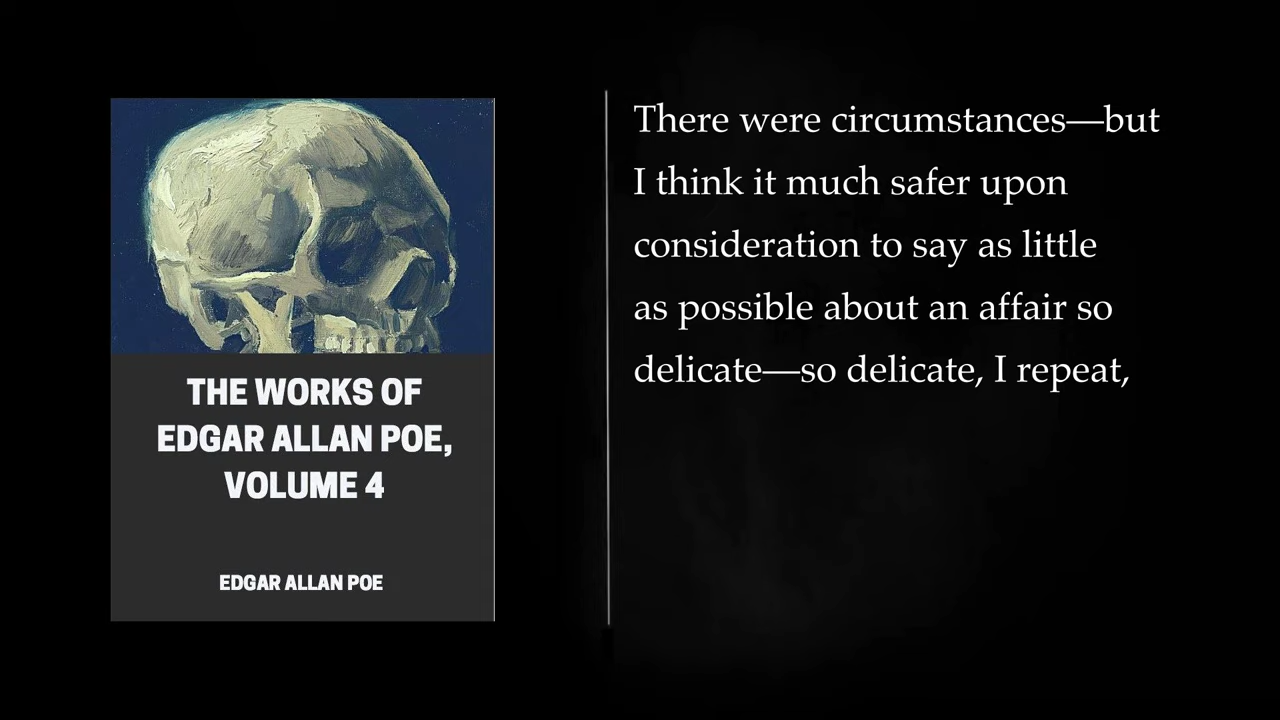 THE WORKS OF
EDGAR ALLAN POE,
VOLUME 4
EDGAR ALLAN POE
There were circumstances—but
I think it much safer upon
consideration to say as little
as possible about an affair so
delicate—so delicate, I repeat,